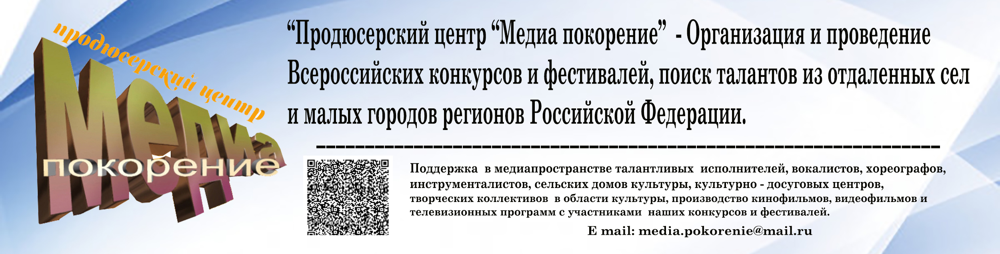 продюсерский центр
Медиа
покорение
“Продюсерский центр “Медиа покорение” - Организация и проведение
Всероссийских конкурсов и фестивалей, поиск талантов из отдаленных сел
и малых городов регионов Российской Федерации.
Поддержка в медиапространстве талантливых исполнителей, вокалистов, хореографов,
инструменталистов, сельских домов культуры, культурно - досуговых центров,
творческих коллективов в области культуры, производство кинофильмов, видеофильмов и
телевизионных программ с участниками наших конкурсов и фестивалей.
E mail: media.pokorenie@mail.ru